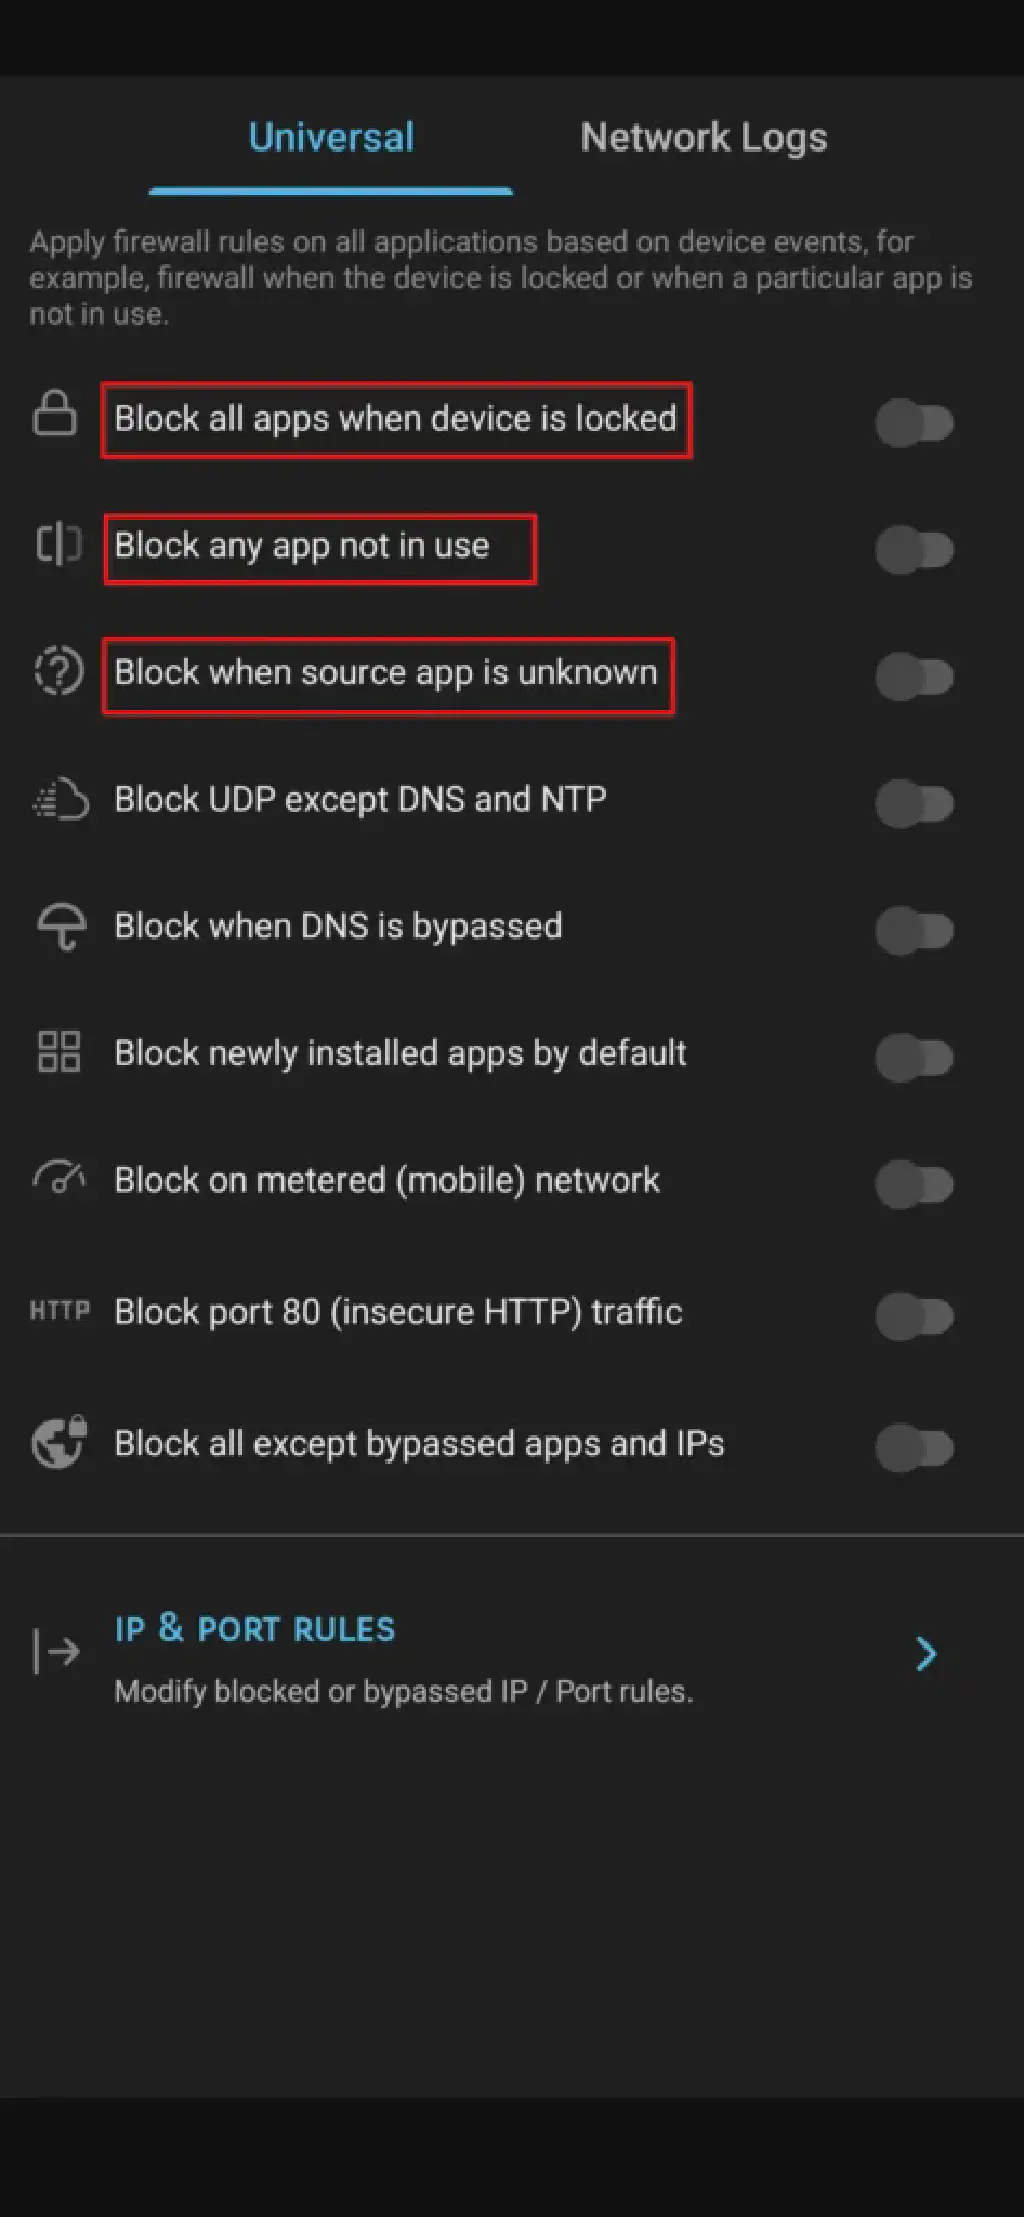 Universal
Network Logs
Apply firewall rules on all applications based on device events, for
example, firewall when the device is locked or when a particular app is
not in use.
Block all apps when device is locked
Block any app not in use
Block when source app is unknown
Block UDP except DNS and NTP
Block when DNS is bypassed
Block newly installed apps by default
Block on metered (mobile) network
HTTP Block port 80 (insecure HTTP) traffic
Block all except bypassed apps and IPs
IP & PORT RULES
Modify blocked or bypassed IP / Port rules.